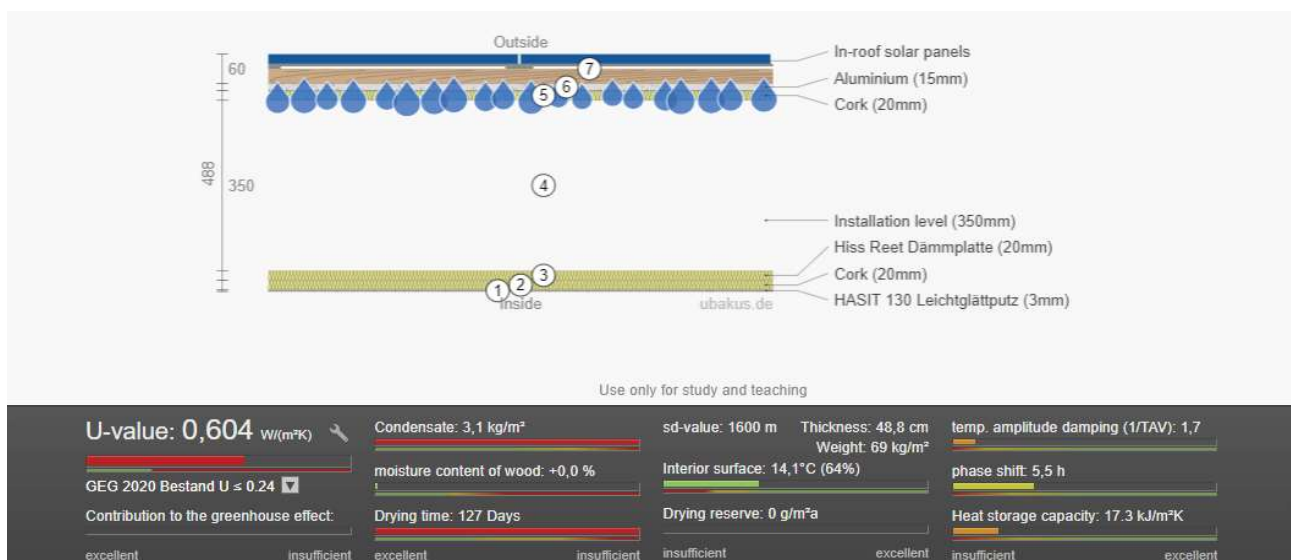 Outside
In-roof solar panels
60
7
Aluminium (15mm)
6
5
Cork (20mm)
488
350
4
Installation level (350mm)
Hiss Reet Dämmplatte (20mm)
3
Cork (20mm)
2
1
HASIT 130 Leichtglättputz (3mm)
Inside
ubakus.de
Use only for study and teaching
U-value: 0,604 W/(m²K)
GEG 2020 Bestand U ≤ 0.24
Contribution to the greenhouse effect:
excellent insufficient
Condensate: 3,1 kg/m²
moisture content of wood: +0,0 %
Drying time: 127 Days
excellent insufficient
sd-value: 1600 m Thickness: 48,8 cm
Weight: 69 kg/m²
Interior surface: 14,1°C (64%)
Drying reserve: 0 g/m²a
insufficient excellent
temp. amplitude damping (1/TAV): 1,7
phase shift: 5,5 h
Heat storage capacity: 17.3 kJ/m²K
insufficient excellent